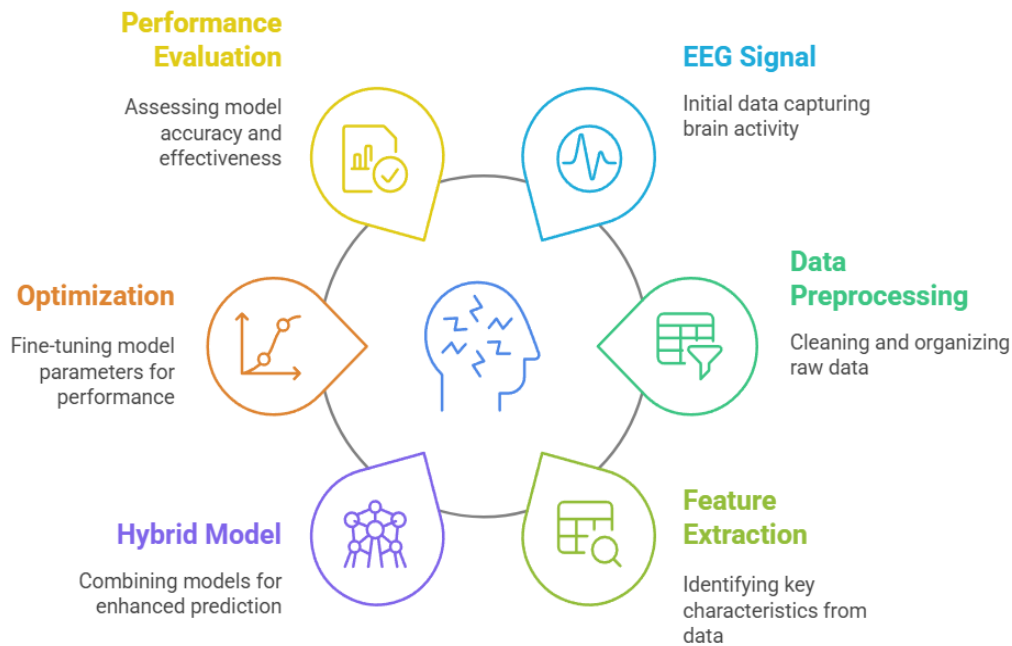 Performance
Evaluation
Assessing model
accuracy and
effectiveness
EEG Signal
Initial data capturing
brain activity
Data
Preprocessing
Cleaning and organizing
raw data
Feature
Extraction
Identifying key
characteristics from
data
Hybrid Model
Combining models for
enhanced prediction
Optimization
Fine-tuning model
parameters for
performance